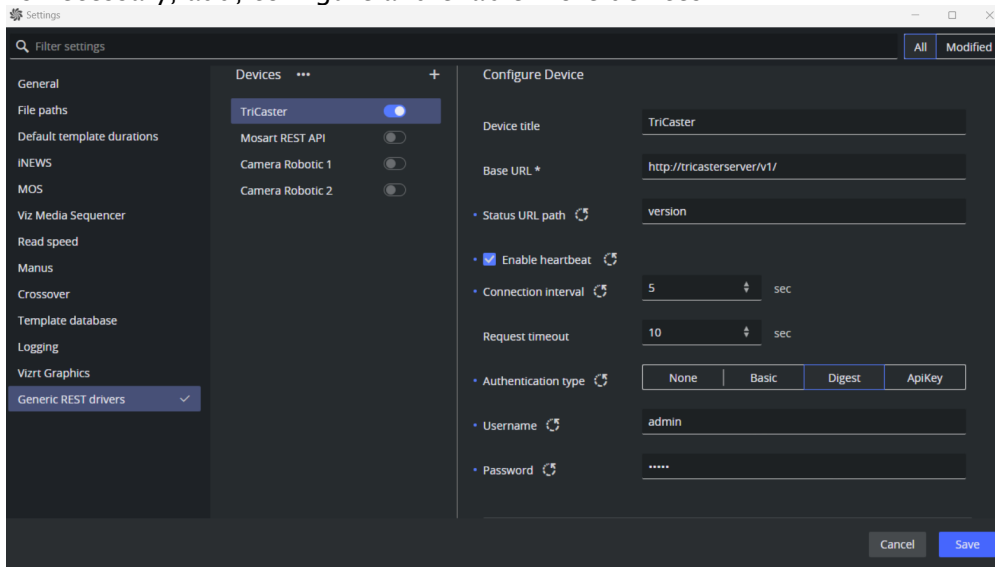 Settings
Filter settings
All Modified
General
File paths
Default template durations
iNEWS
MOS
Viz Media Sequencer
Read speed
Manus
Crossover
Template database
Logging
Vizrt Graphics
Generic REST drivers
Devices •••
+
TriCaster
Mosart REST API
Camera Robotic 1
Camera Robotic 2
Configure Device
Device title TriCaster
Base URL * http://tricasterserver/v1/
Status URL path version
Enable heartbeat
Connection interval 5 sec
Request timeout 10 sec
Authentication type None Basic Digest ApiKey
Username admin
Password •••••
Cancel Save